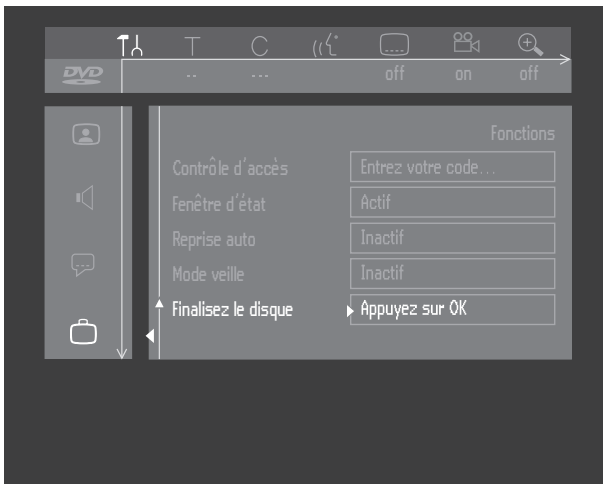 T C
DVD .. ... off on off
Fonctions
Contrôle d'accès Entrez votre code...
Fenêtre d'état Actif
Reprise auto Inactif
Mode veille Inactif
Finalisez le disque Appuyez sur OK